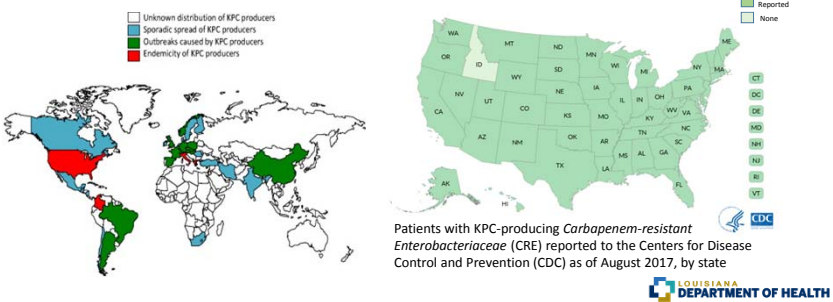 Unknown distribution of KPC producers
Sporadic spread of KPC producers
Outbreaks caused by KPC producers
Endemicity of KPC producers
Reported
None
WA
OR
CA
ID
NV
MT
WY
UT
AZ
CO
NM
ND
SD
NE
KS
OK
TX
MN
IA
MO
AR
LA
WI
IL
MS
MI
IN
KY
TN
AL
OH
WV
VA
NC
SC
GA
FL
PA
NY
MA
ME
AK
HI
CT
DC
DE
MD
NH
NJ
RI
VT
CDC
Patients with KPC-producing Carbapenem-resistant
Enterobacteriaceae (CRE) reported to the Centers for Disease
Control and Prevention (CDC) as of August 2017, by state
LOUISIANA
DEPARTMENT OF HEALTH